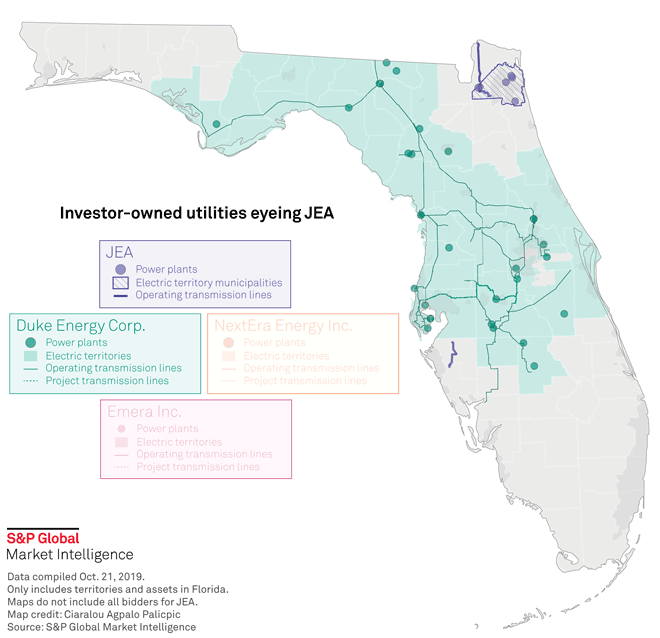 Investor-owned utilities eyeing JEA
JEA
Power plants
Electric territory municipalities
Operating transmission lines
Duke Energy Corp.
Power plants
Electric territories
Operating transmission lines
Project transmission lines
NextEra Energy Inc.
Power plants
Electric territories
Operating transmission lines
Project transmission lines
Emera Inc.
Power plants
Electric territories
Operating transmission lines
Project transmission lines
S&P Global
Market Intelligence
Data compiled Oct. 21, 2019.
Only includes territories and assets in Florida.
Maps do not include all bidders for JEA.
Map credit: Ciaralou Agpalo Palicpic
Source: S&P Global Market Intelligence